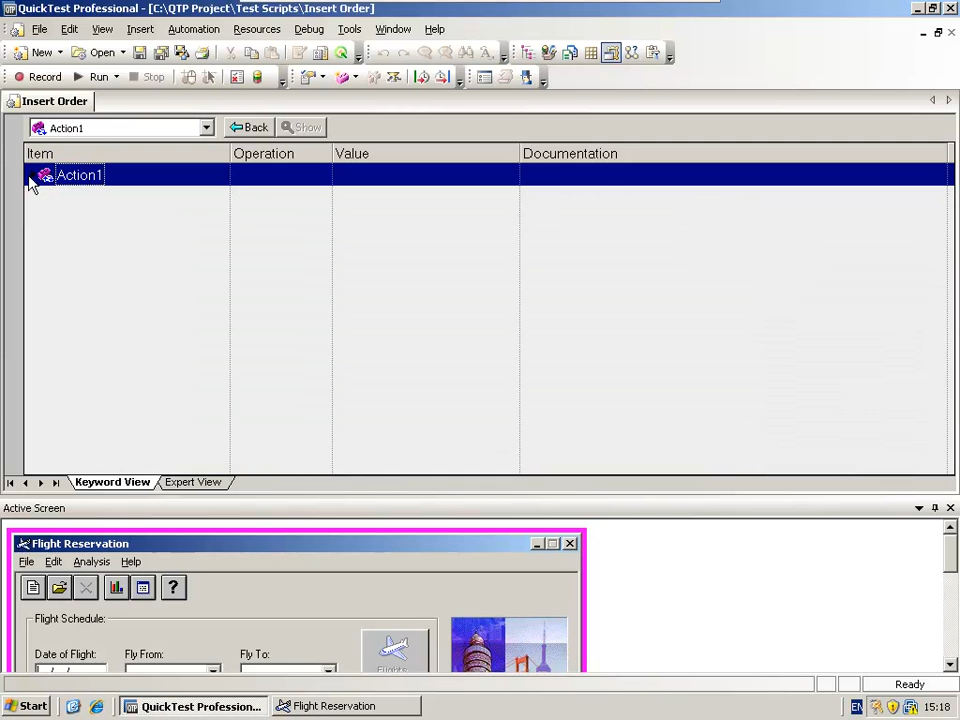 QuickTest Professional - [C:\QTP Project\Test Scripts\Insert Order]
File Edit View Insert Automation Resources Debug Tools Window Help
New Open
Record Run Stop
Insert Order
Action1 Back Show
Item Operation Value Documentation
Action1
Keyword View Expert View
Active Screen
Flight Reservation
File Edit Analysis Help
Flight Schedule:
Date of Flight: Fly From: Fly To:
Flights
Ready
Start QuickTest Profession... Flight Reservation EN 15:18